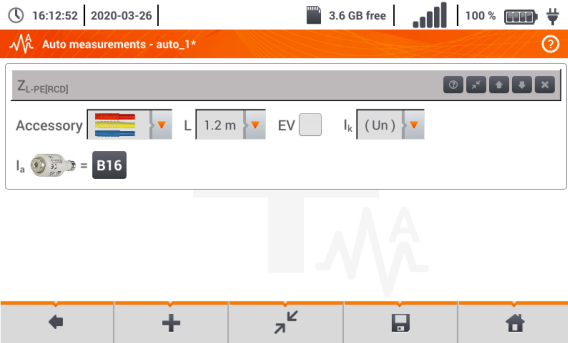 16:12:52 2020-03-26 3.6 GB free 100 %
Auto measurements - auto_1*
Z L-PE[RCD]
Accessory L 1.2 m EV Ik ( Un )
Ia = B16